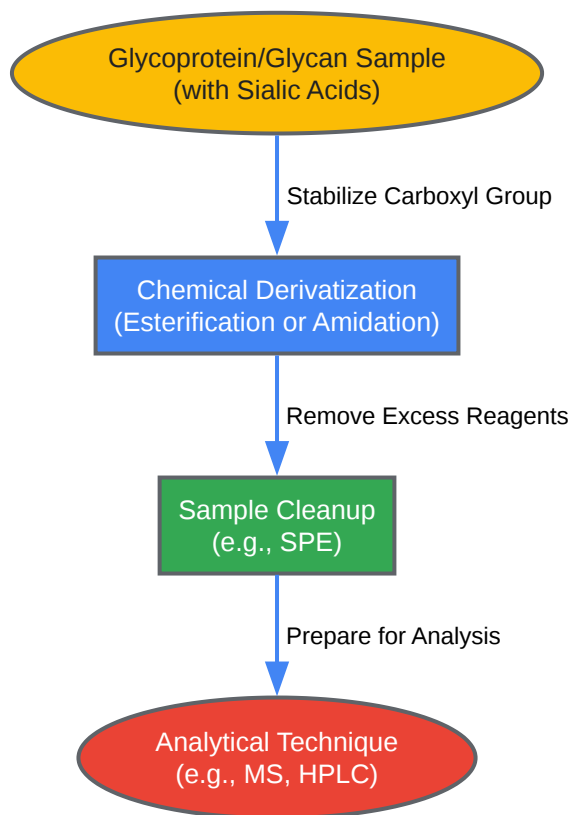 Glycoprotein/Glycan Sample
(with Sialic Acids)
Stabilize Carboxyl Group
Chemical Derivatization
(Esterification or Amidation)
Remove Excess Reagents
Sample Cleanup
(e.g., SPE)
Prepare for Analysis
Analytical Technique
(e.g., MS, HPLC)